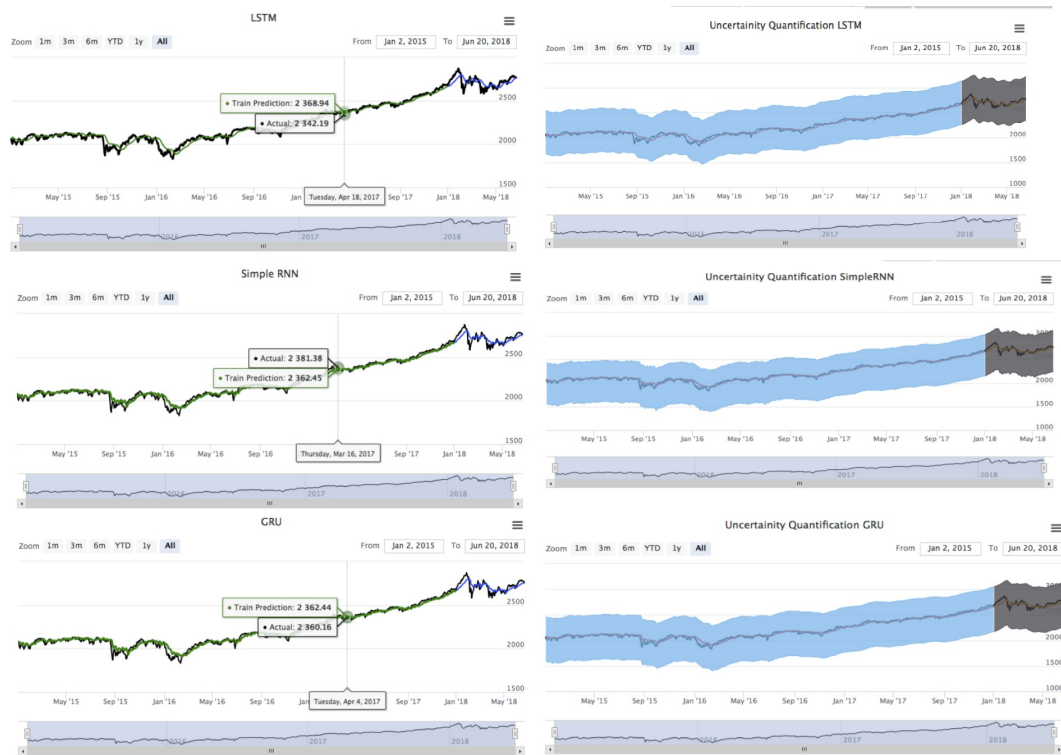 LSTM
Zoom 1m 3m 6m YTD 1y All
From Jan 2, 2015 To Jun 20, 2018
Train Prediction: 2 368.94
Actual: 2 342.19
2500
2000
1500
May '15 Sep '15 Jan '16 May '16 Sep '16 Jan Sep '17 Jan '18 May '18
Tuesday, Apr 18, 2017
2016 2017 2018
Uncertainity Quantification LSTM
Zoom 1m 3m 6m YTD 1y All
From Jan 2, 2015 To Jun 20, 2018
2000
1500
1000
May '15 Sep '15 Jan '16 May '16 Sep '16 Jan '17 May '17 Sep '17 Jan '18 May '18
2016 2017 2018
Simple RNN
Zoom 1m 3m 6m YTD 1y All
From Jan 2, 2015 To Jun 20, 2018
Actual: 2 381.38
Train Prediction: 2 362.45
2500
2000
1500
May '15 Sep '15 Jan '16 May '16 Sep '16 Jan '17 Sep '17 Jan '18 May '18
Thursday, Mar 16, 2017
2016 2017 2018
Uncertainity Quantification SimpleRNN
Zoom 1m 3m 6m YTD 1y All
From Jan 2, 2015 To Jun 20, 2018
2000
1500
1000
May '15 Sep '15 Jan '16 May '16 Sep '16 Jan '17 May '17 Sep '17 Jan '18 May '18
2016 2017 2018
GRU
Zoom 1m 3m 6m YTD 1y All
From Jan 2, 2015 To Jun 20, 2018
Train Prediction: 2 362.44
Actual: 2 360.16
2500
2000
1500
May '15 Sep '15 Jan '16 May '16 Sep '16 Jan '17 Sep '17 Jan '18 May '18
Tuesday, Apr 4, 2017
2016 2017 2018
Uncertainity Quantification GRU
Zoom 1m 3m 6m YTD 1y All
From Jan 2, 2015 To Jun 20, 2018
2000
1500
1000
May '15 Sep '15 Jan '16 May '16 Sep '16 Jan '17 May '17 Sep '17 Jan '18 May '18
2016 2017 2018